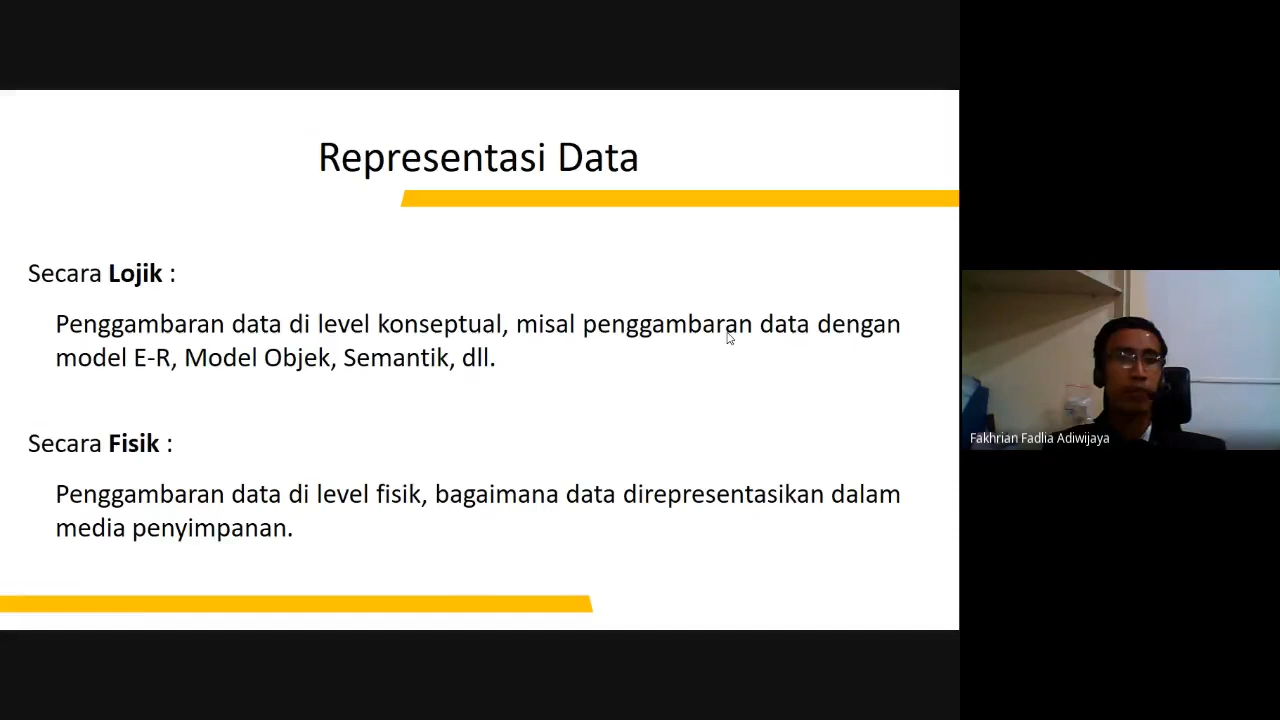 Representasi Data
Secara Lojik :
Penggambaran data di level konseptual, misal penggambaran data dengan
model E-R, Model Objek, Semantik, dll.
Secara Fisik :
Penggambaran data di level fisik, bagaimana data direpresentasikan dalam
media penyimpanan.
Fakhrian Fadlia Adiwijaya